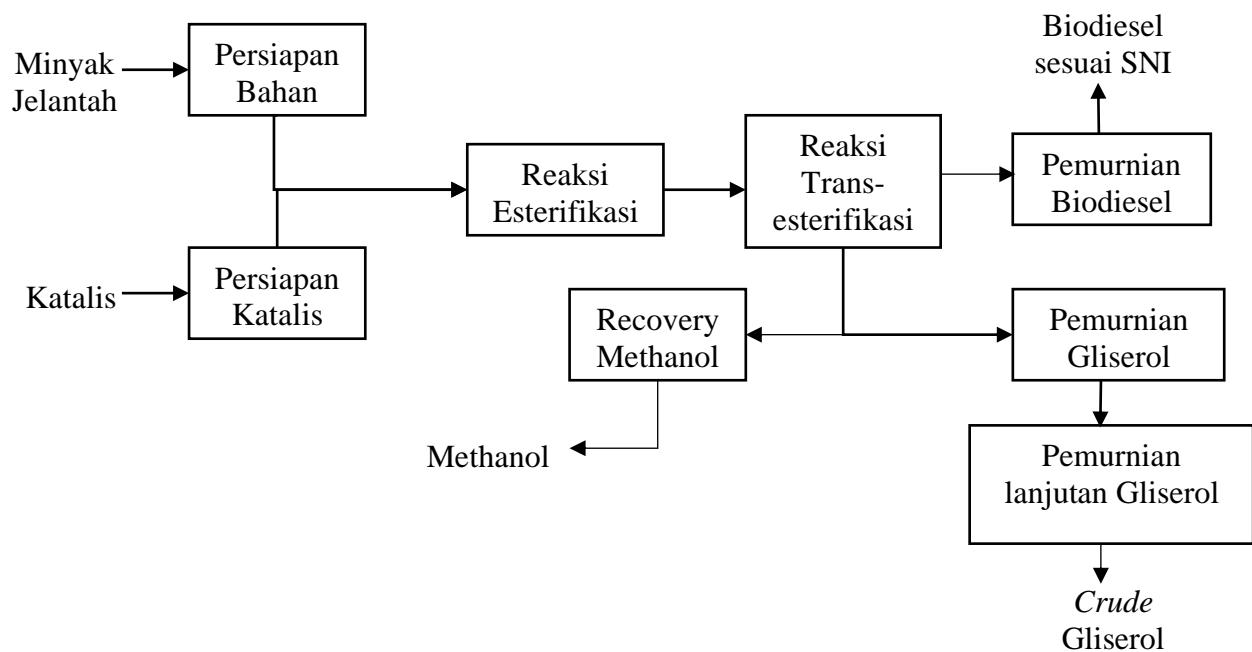 Minyak
Jelantah
Persiapan
Bahan
Katalis
Persiapan
Katalis
Reaksi
Esterifikasi
Reaksi
Trans-
esterifikasi
Biodiesel
sesuai SNI
Pemurnian
Biodiesel
Recovery
Methanol
Methanol
Pemurnian
Gliserol
Pemurnian
lanjutan Gliserol
Crude
Gliserol